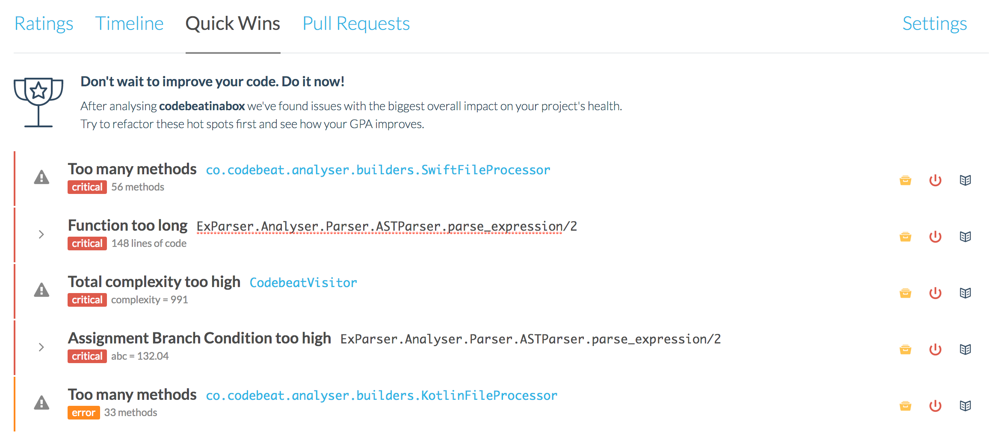 Ratings Timeline Quick Wins Pull Requests Settings
Don't wait to improve your code. Do it now!
After analysing codebeatinabox we've found issues with the biggest overall impact on your project's health.
Try to refactor these hot spots first and see how your GPA improves.
Too many methods co.codebeat.analyser.builders.SwiftFileProcessor
critical 56 methods
Function too long ExParser.Analyser.Parser.ASTParser.parse_expression/2
critical 148 lines of code
Total complexity too high CodebeatVisitor
critical complexity = 991
Assignment Branch Condition too high ExParser.Analyser.Parser.ASTParser.parse_expression/2
critical abc = 132.04
Too many methods co.codebeat.analyser.builders.KotlinFileProcessor
error 33 methods